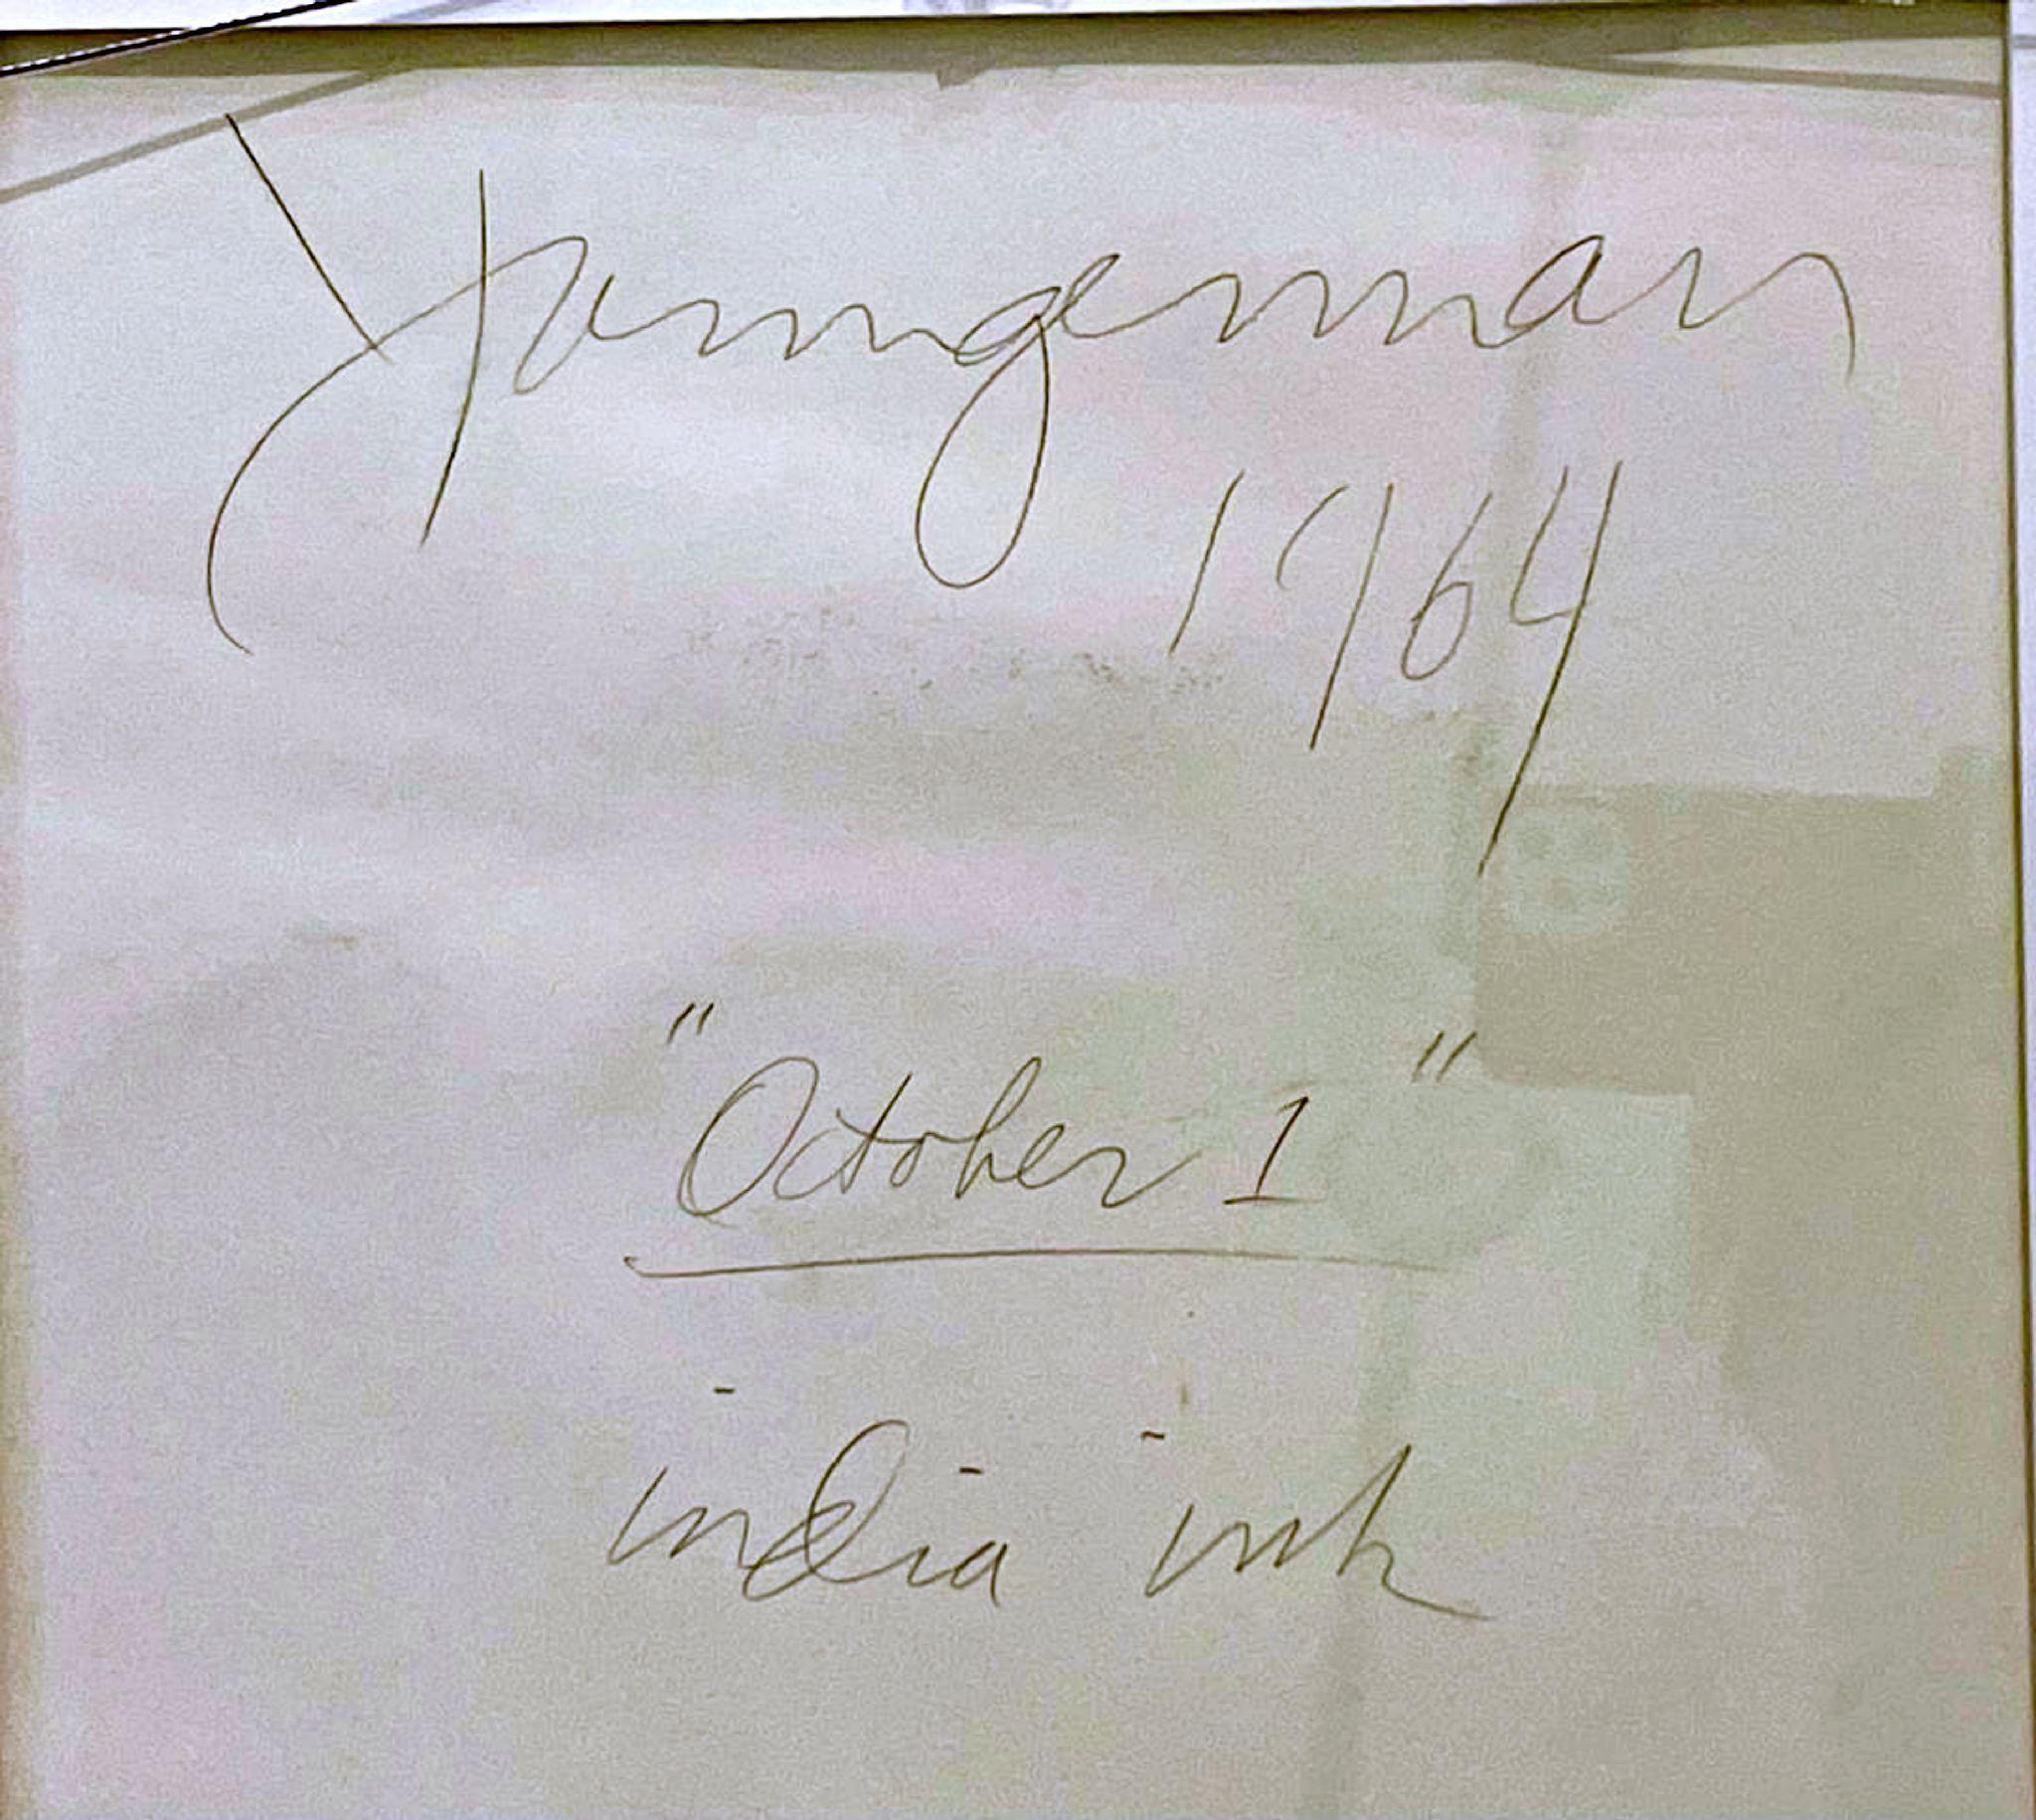 Youngerman
1964
"October 1"
india ink